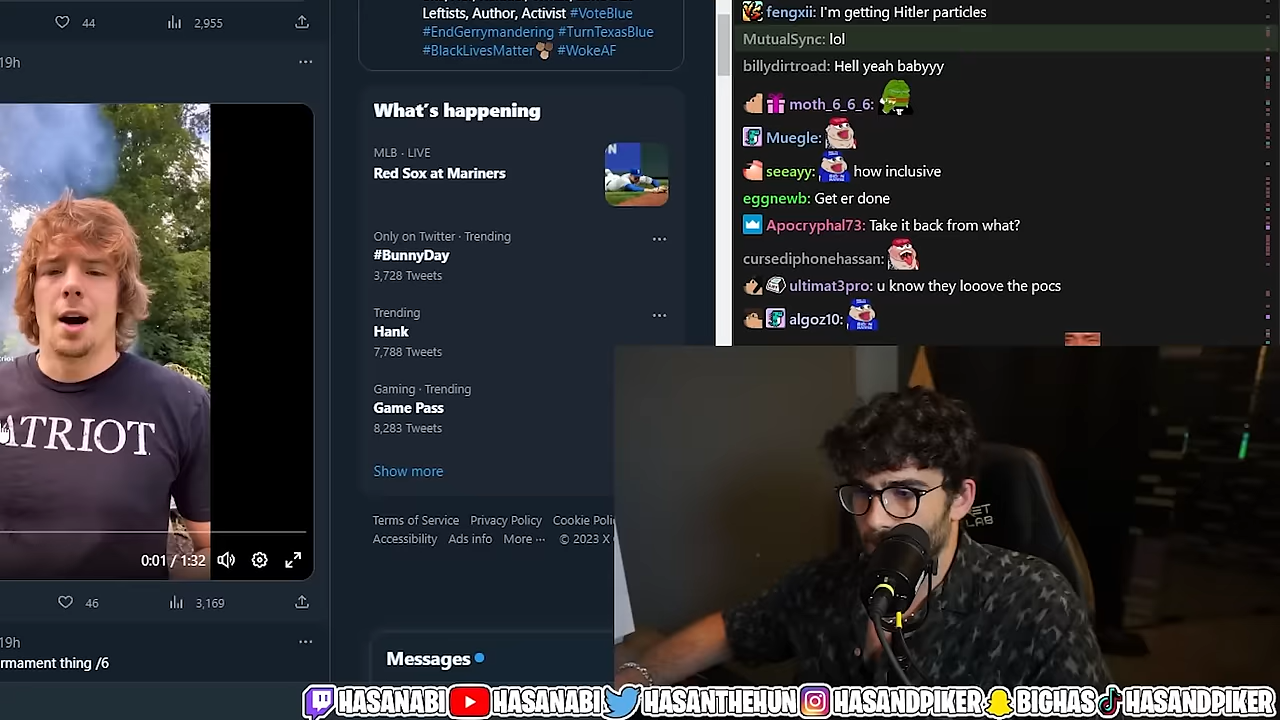 44
2,955
19h
ATRIOT
0:01 / 1:32
46
3,169
19h
rmament thing /6
Leftists, Author, Activist #VoteBlue
#EndGerrymandering #TurnTexasBlue
#BlackLivesMatter #WokeAF
What's happening
MLB · LIVE
Red Sox at Mariners
Only on Twitter · Trending
#BunnyDay
3,728 Tweets
Trending
Hank
7,788 Tweets
Gaming · Trending
Game Pass
8,283 Tweets
Show more
Terms of Service Privacy Policy Cookie Poli
Accessibility Ads info More ··· © 2023 X
Messages
fengxii: I'm getting Hitler particles
MutualSync: lol
billydirtroad: Hell yeah babyyy
moth_6_6_6:
Muegle:
seeayy: how inclusive
eggnewb: Get er done
Apocryphal73: Take it back from what?
cursediphonehassan:
ultimat3pro: u know they looove the pocs
algoz10:
HASANABI HASANABI HASANTHEHUN HASANDPIKER BIGHAS HASANDPIKER